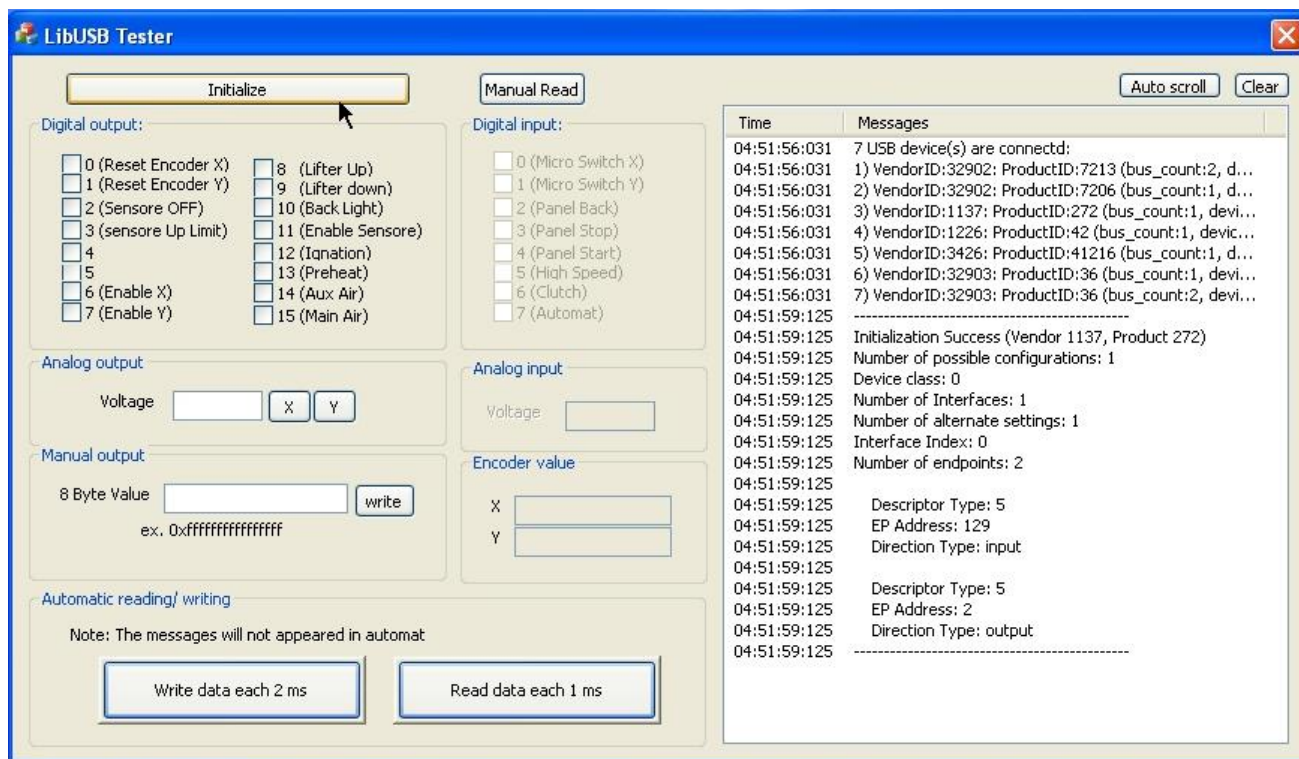 LibUSB Tester
Initialize
Manual Read
Auto scroll
Clear
Digital output:
0 (Reset Encoder X)
1 (Reset Encoder Y)
2 (Sensore OFF)
3 (sensore Up Limit)
4
5
6 (Enable X)
7 (Enable Y)
8 (Lifter Up)
9 (Lifter down)
10 (Back Light)
11 (Enable Sensore)
12 (Ignation)
13 (Preheat)
14 (Aux Air)
15 (Main Air)
Digital input:
0 (Micro Switch X)
1 (Micro Switch Y)
2 (Panel Back)
3 (Panel Stop)
4 (Panel Start)
5 (High Speed)
6 (Clutch)
7 (Automat)
Analog output
Voltage
X
Y
Analog input
Voltage
Manual output
8 Byte Value
write
ex. 0xffffffffffffffff
Encoder value
X
Y
Automatic reading/ writing
Note: The messages will not appeared in automat
Write data each 2 ms
Read data each 1 ms
Time Messages
04:51:56:031 7 USB device(s) are connectd:
04:51:56:031 1) VendorID:32902: ProductID:7213 (bus_count:2, d...
04:51:56:031 2) VendorID:32902: ProductID:7206 (bus_count:1, d...
04:51:56:031 3) VendorID:1137: ProductID:272 (bus_count:1, devi...
04:51:56:031 4) VendorID:1226: ProductID:42 (bus_count:1, devic...
04:51:56:031 5) VendorID:3426: ProductID:41216 (bus_count:1, d...
04:51:56:031 6) VendorID:32903: ProductID:36 (bus_count:1, devi...
04:51:56:031 7) VendorID:32903: ProductID:36 (bus_count:2, devi...
04:51:59:125 ----------------------------------------------
04:51:59:125 Initialization Success (Vendor 1137, Product 272)
04:51:59:125 Number of possible configurations: 1
04:51:59:125 Device class: 0
04:51:59:125 Number of Interfaces: 1
04:51:59:125 Number of alternate settings: 1
04:51:59:125 Interface Index: 0
04:51:59:125 Number of endpoints: 2
04:51:59:125
04:51:59:125 Descriptor Type: 5
04:51:59:125 EP Address: 129
04:51:59:125 Direction Type: input
04:51:59:125
04:51:59:125 Descriptor Type: 5
04:51:59:125 EP Address: 2
04:51:59:125 Direction Type: output
04:51:59:125 ----------------------------------------------